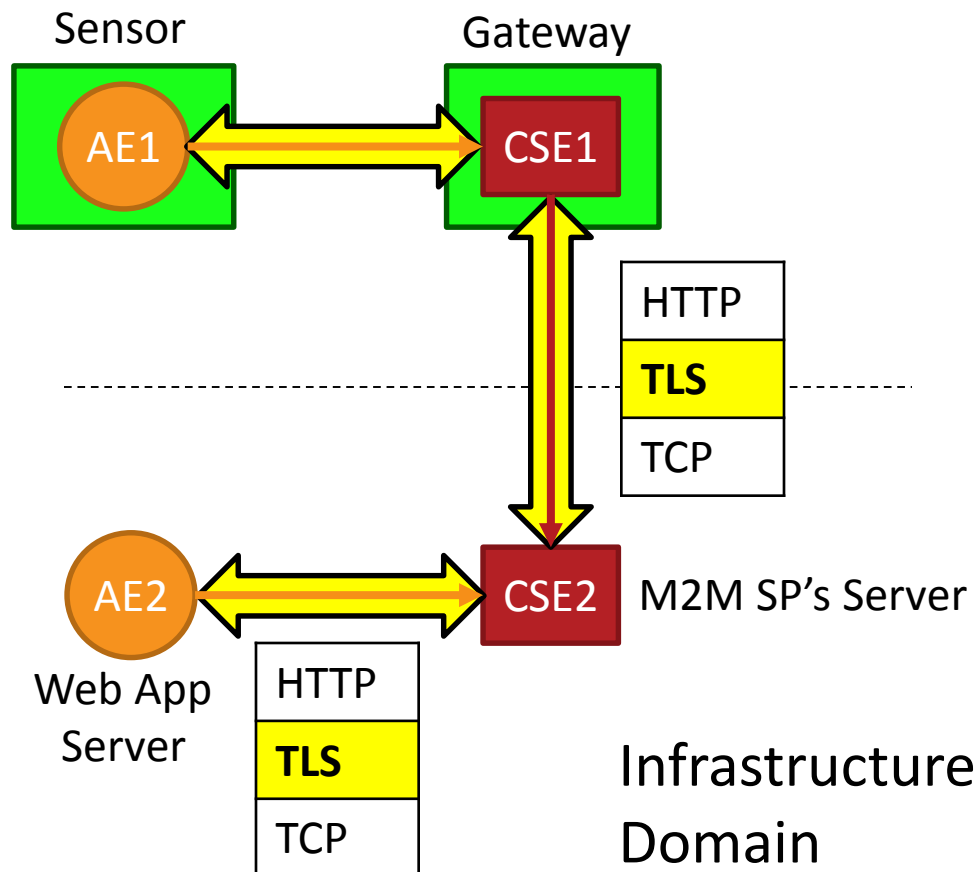 Sensor
Gateway
AE1
CSE1
HTTP
TLS
TCP
AE2
CSE2
M2M SP's Server
Web App
Server
HTTP
TLS
TCP
Infrastructure
Domain